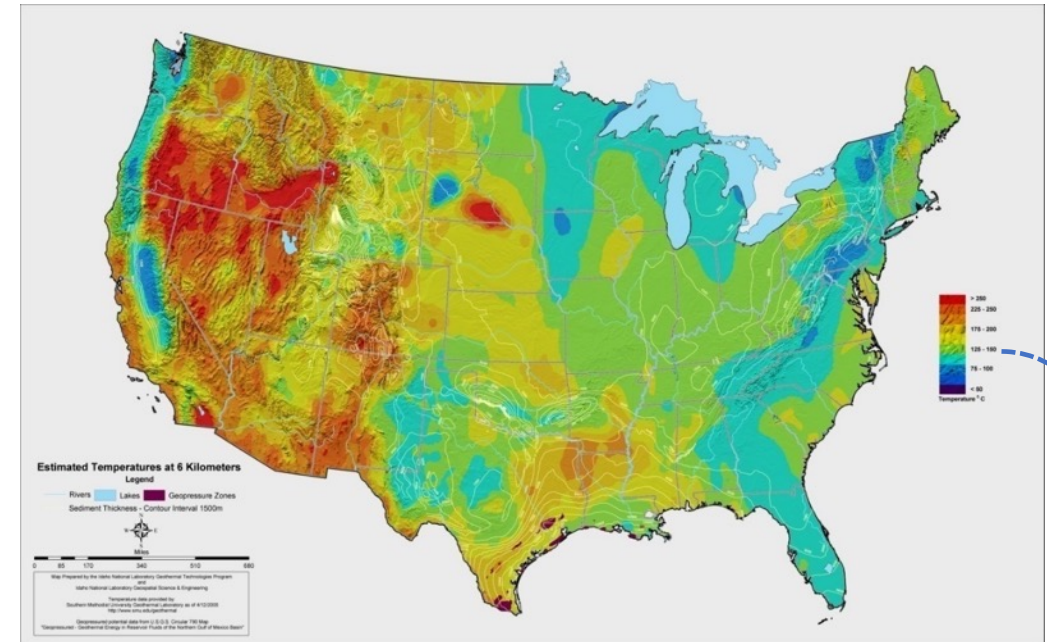 > 250
225 - 250
175 - 200
125 - 150
75 - 100
< 50
Temperature ° C
Estimated Temperatures at 6 Kilometers
Legend
Rivers Lakes Geopressure Zones
Sediment Thickness - Contour Interval 1500m
N
W E
S
Miles
0 85 170 340 510 680
Map Prepared by the Idaho National Laboratory Geothermal Technologies Program
and
Idaho National Laboratory Geospatial Science & Engineering
Temperature data provided by
Southern Methodist University Geothermal Laboratory as of 4/12/2005
http://www.smu.edu/geothermal
Geopressured potential data from U.S.G.S. Circular 790 Map
"Geopressured - Geothermal Energy in Reservoir Fluids of the Northern Gulf of Mexico Basin"